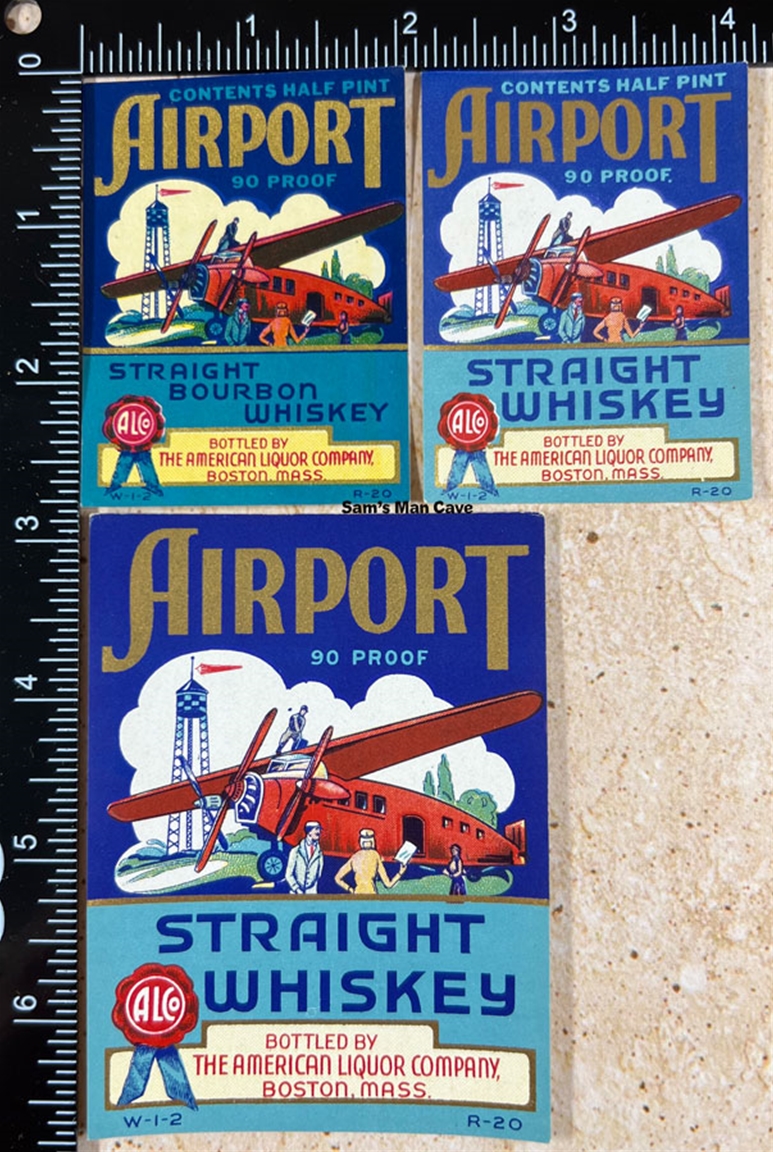 1 2 3 4
0
1
2
3
4
5
6
CONTENTS HALF PINT
AIRPORT
90 PROOF
STRAIGHT
BOURBON
WHISKEY
ALCO
BOTTLED BY
THE AMERICAN LIQUOR COMPANY,
BOSTON, MASS.
W-1-2 R-20
CONTENTS HALF PINT
AIRPORT
90 PROOF.
STRAIGHT
WHISKEY
ALCO
BOTTLED BY
THE AMERICAN LIQUOR COMPANY,
BOSTON, MASS.
W-1-2 R-20
Sam's Man Cave
AIRPORT
90 PROOF
STRAIGHT
WHISKEY
ALCO
BOTTLED BY
THE AMERICAN LIQUOR COMPANY,
BOSTON, MASS.
W-1-2 R-20